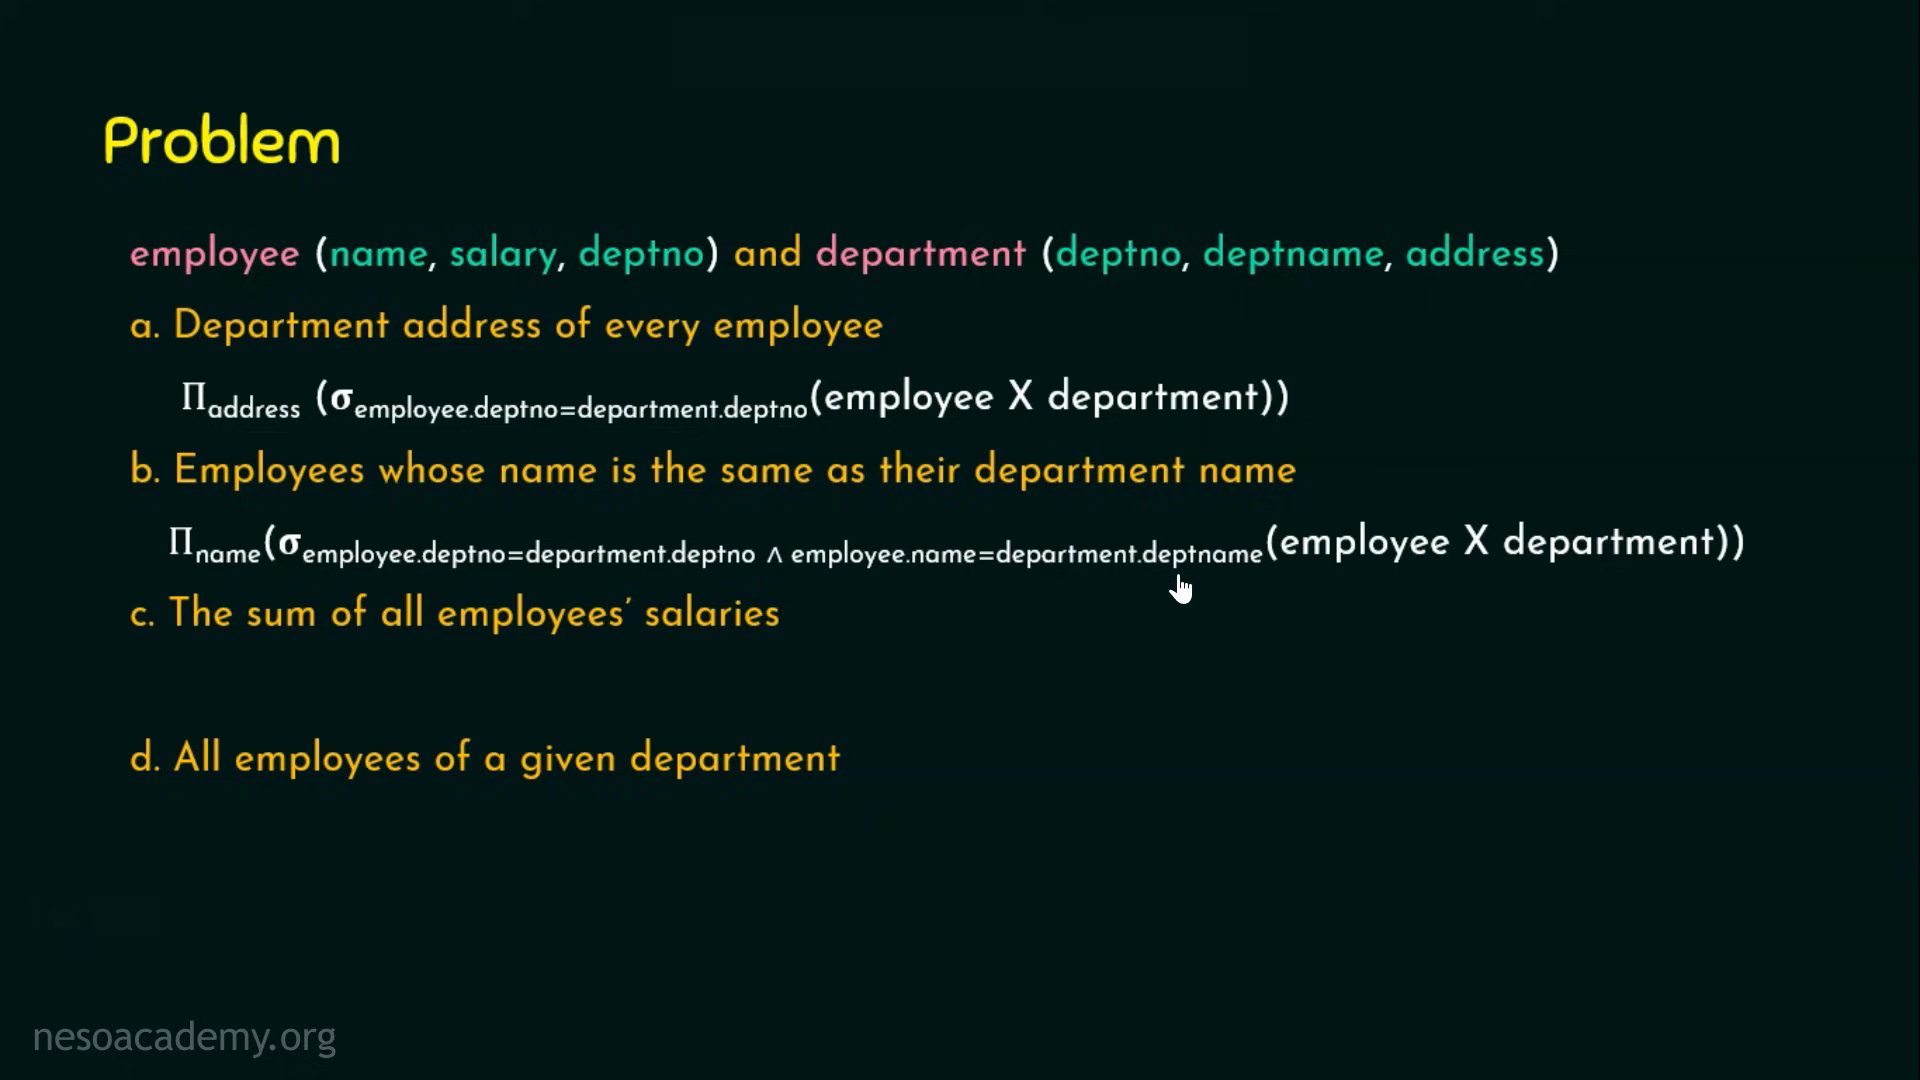 Problem
employee (name, salary, deptno) and department (deptno, deptname, address)
a. Department address of every employee
Πaddress (σemployee.deptno=department.deptno(employee X department))
b. Employees whose name is the same as their department name
Πname(σemployee.deptno=department.deptno ∧ employee.name=department.deptname(employee X department))
c. The sum of all employees' salaries
d. All employees of a given department
nesoacademy.org